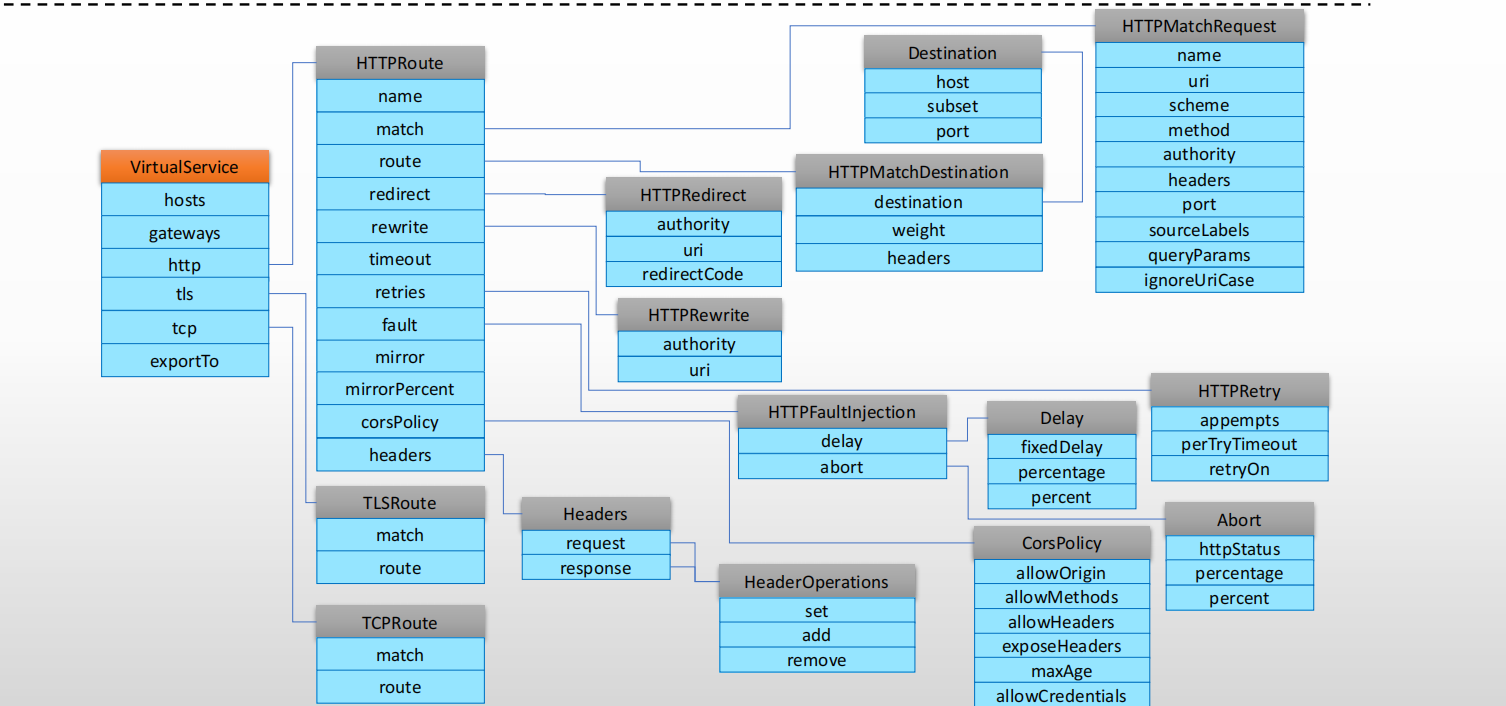 VirtualService
hosts
gateways
http
tls
tcp
exportTo
HTTPRoute
name
match
route
redirect
rewrite
timeout
retries
fault
mirror
mirrorPercent
corsPolicy
headers
TLSRoute
match
route
TCPRoute
match
route
HTTPRedirect
authority
uri
redirectCode
HTTPRewrite
authority
uri
Headers
request
response
HeaderOperations
set
add
remove
Destination
host
subset
port
HTTPMatchDestination
destination
weight
headers
HTTPFaultInjection
delay
abort
Delay
fixedDelay
percentage
percent
CorsPolicy
allowOrigin
allowMethods
allowHeaders
exposeHeaders
maxAge
allowCredentials
HTTPMatchRequest
name
uri
scheme
method
authority
headers
port
sourceLabels
queryParams
ignoreUriCase
HTTPRetry
appempts
perTryTimeout
retryOn
Abort
httpStatus
percentage
percent